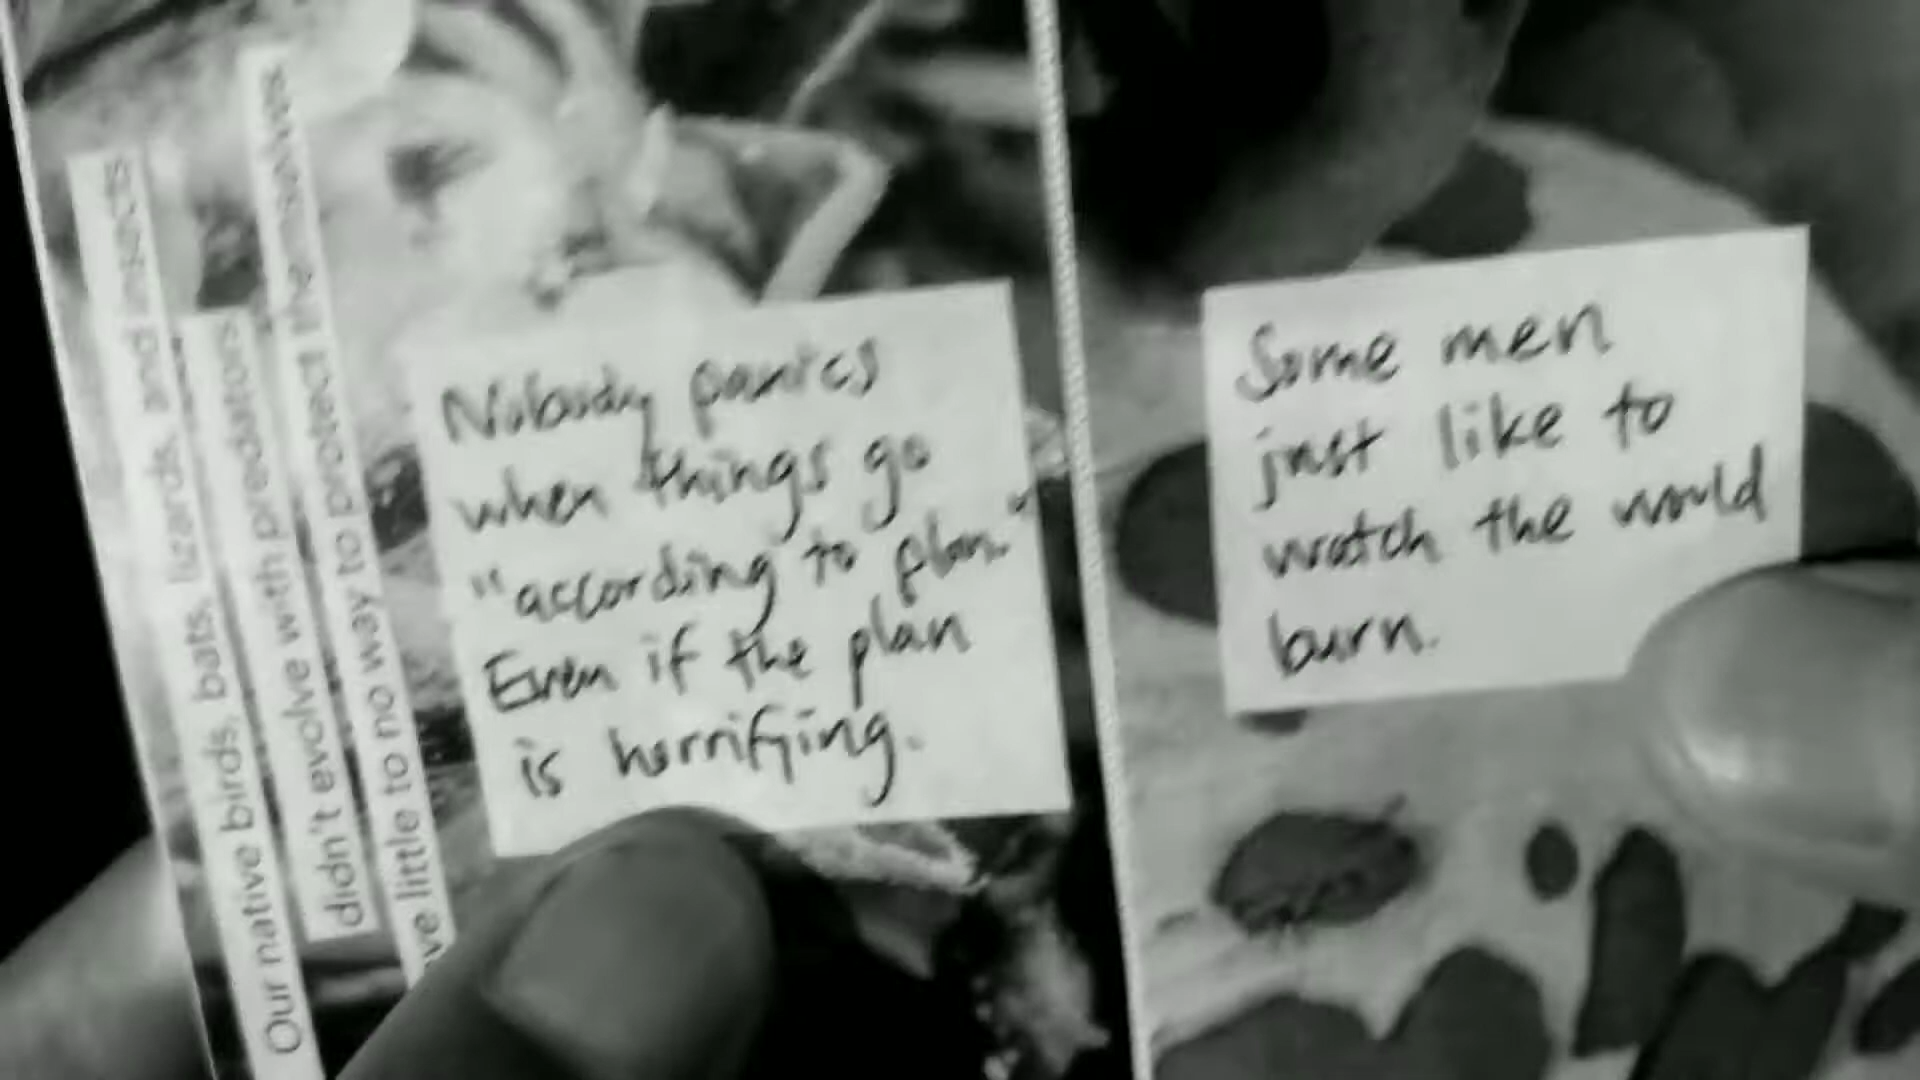 Our native birds, bats, lizards, and insects
didn't evolve with predators
ve little to no way to protect themselves
Nobody panics
when things go
"according to plan."
Even if the plan
is horrifying.
Some men
just like to
watch the world
burn.